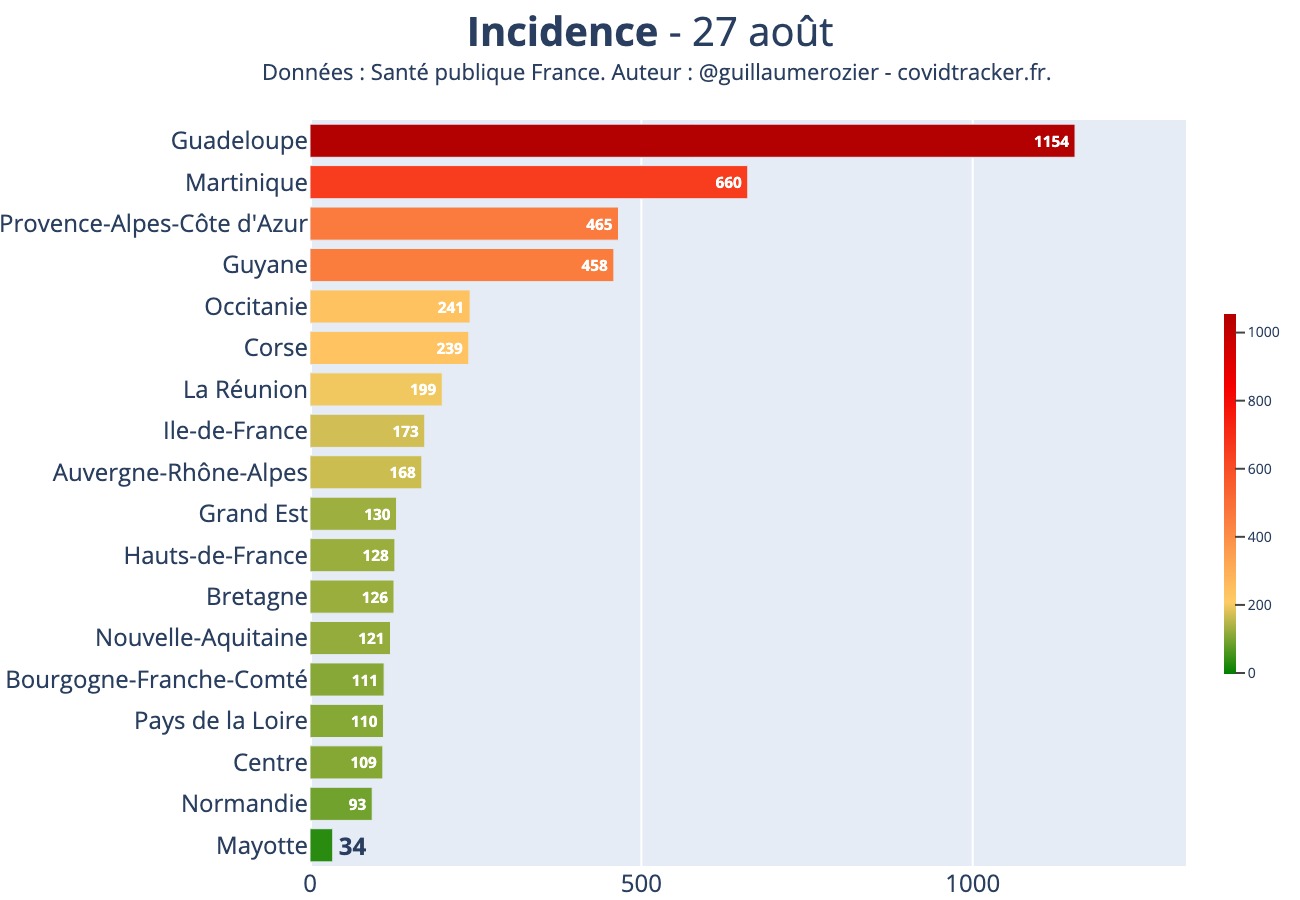 Incidence - 27 août
Données : Santé publique France. Auteur : @guillaumerozier - covidtracker.fr.
Guadeloupe 1154
Martinique 660
Provence-Alpes-Côte d'Azur 465
Guyane 458
Occitanie 241
Corse 239
La Réunion 199
Ile-de-France 173
Auvergne-Rhône-Alpes 168
Grand Est 130
Hauts-de-France 128
Bretagne 126
Nouvelle-Aquitaine 121
Bourgogne-Franche-Comté 111
Pays de la Loire 110
Centre 109
Normandie 93
Mayotte 34
0 500 1000
1000
800
600
400
200
0